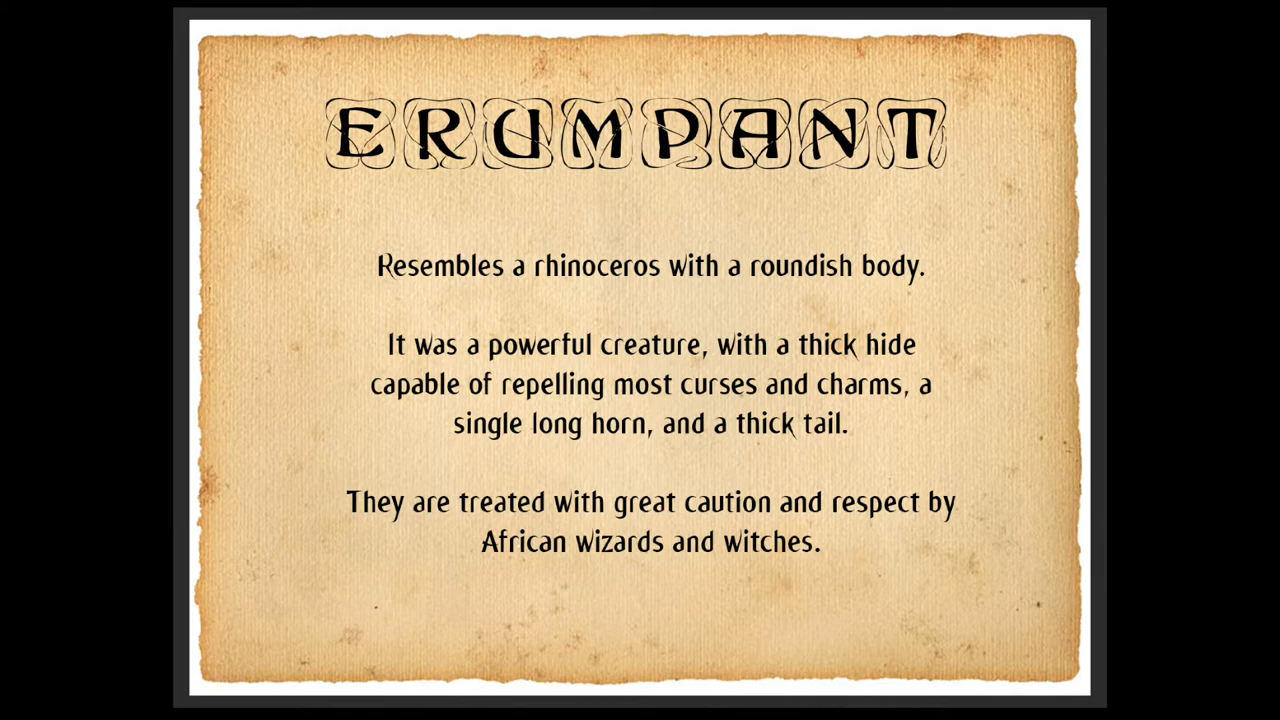 ERUMPANT
Resembles a rhinoceros with a roundish body.
It was a powerful creature, with a thick hide
capable of repelling most curses and charms, a
single long horn, and a thick tail.
They are treated with great caution and respect by
African wizards and witches.